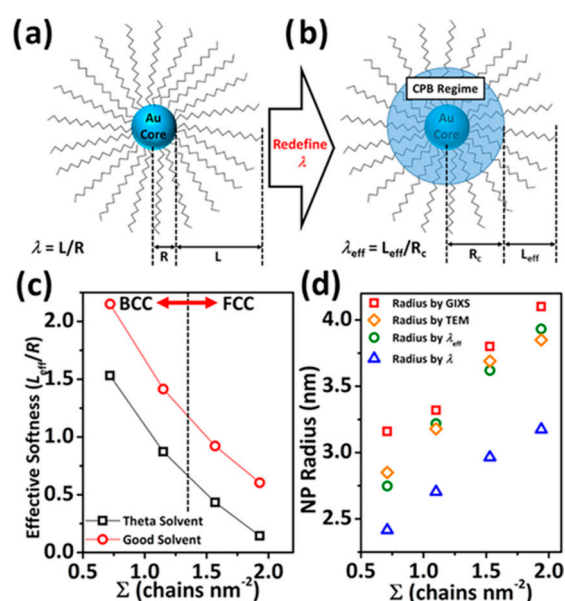 (a)
(b)
Au
Core
Redefine
λ
CPB Regime
Au
Core
λ = L/R
R
L
λeff = Leff/Rc
Rc
Leff
(c)
BCC
FCC
Effective Softness (Leff/R)
2.0
1.5
1.0
0.5
0.0
Theta Solvent
Good Solvent
0.5 1.0 1.5 2.0
Σ (chains nm⁻²)
(d)
Radius by GIXS
Radius by TEM
Radius by λeff
Radius by λ
NP Radius (nm)
4.0
3.5
3.0
2.5
0.5 1.0 1.5 2.0
Σ (chains nm⁻²)